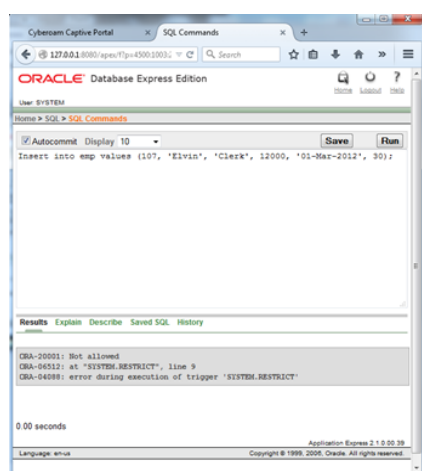 Cyberoam Captive Portal × SQL Commands × +
127.0.0.1:8080/apex/f?p=4500:1003: Search
ORACLE Database Express Edition
Home Logout Help
User: SYSTEM
Home > SQL > SQL Commands
Autocommit Display 10 Save Run
Insert into emp values (107, 'Elvin', 'Clerk', 12000, '01-Mar-2012', 30);
Results Explain Describe Saved SQL History
ORA-20001: Not allowed
ORA-06512: at "SYSTEM.RESTRICT", line 9
ORA-04088: error during execution of trigger 'SYSTEM.RESTRICT'
0.00 seconds
Application Express 2.1.0.00.39
Language: en-us Copyright © 1999, 2006, Oracle. All rights reserved.